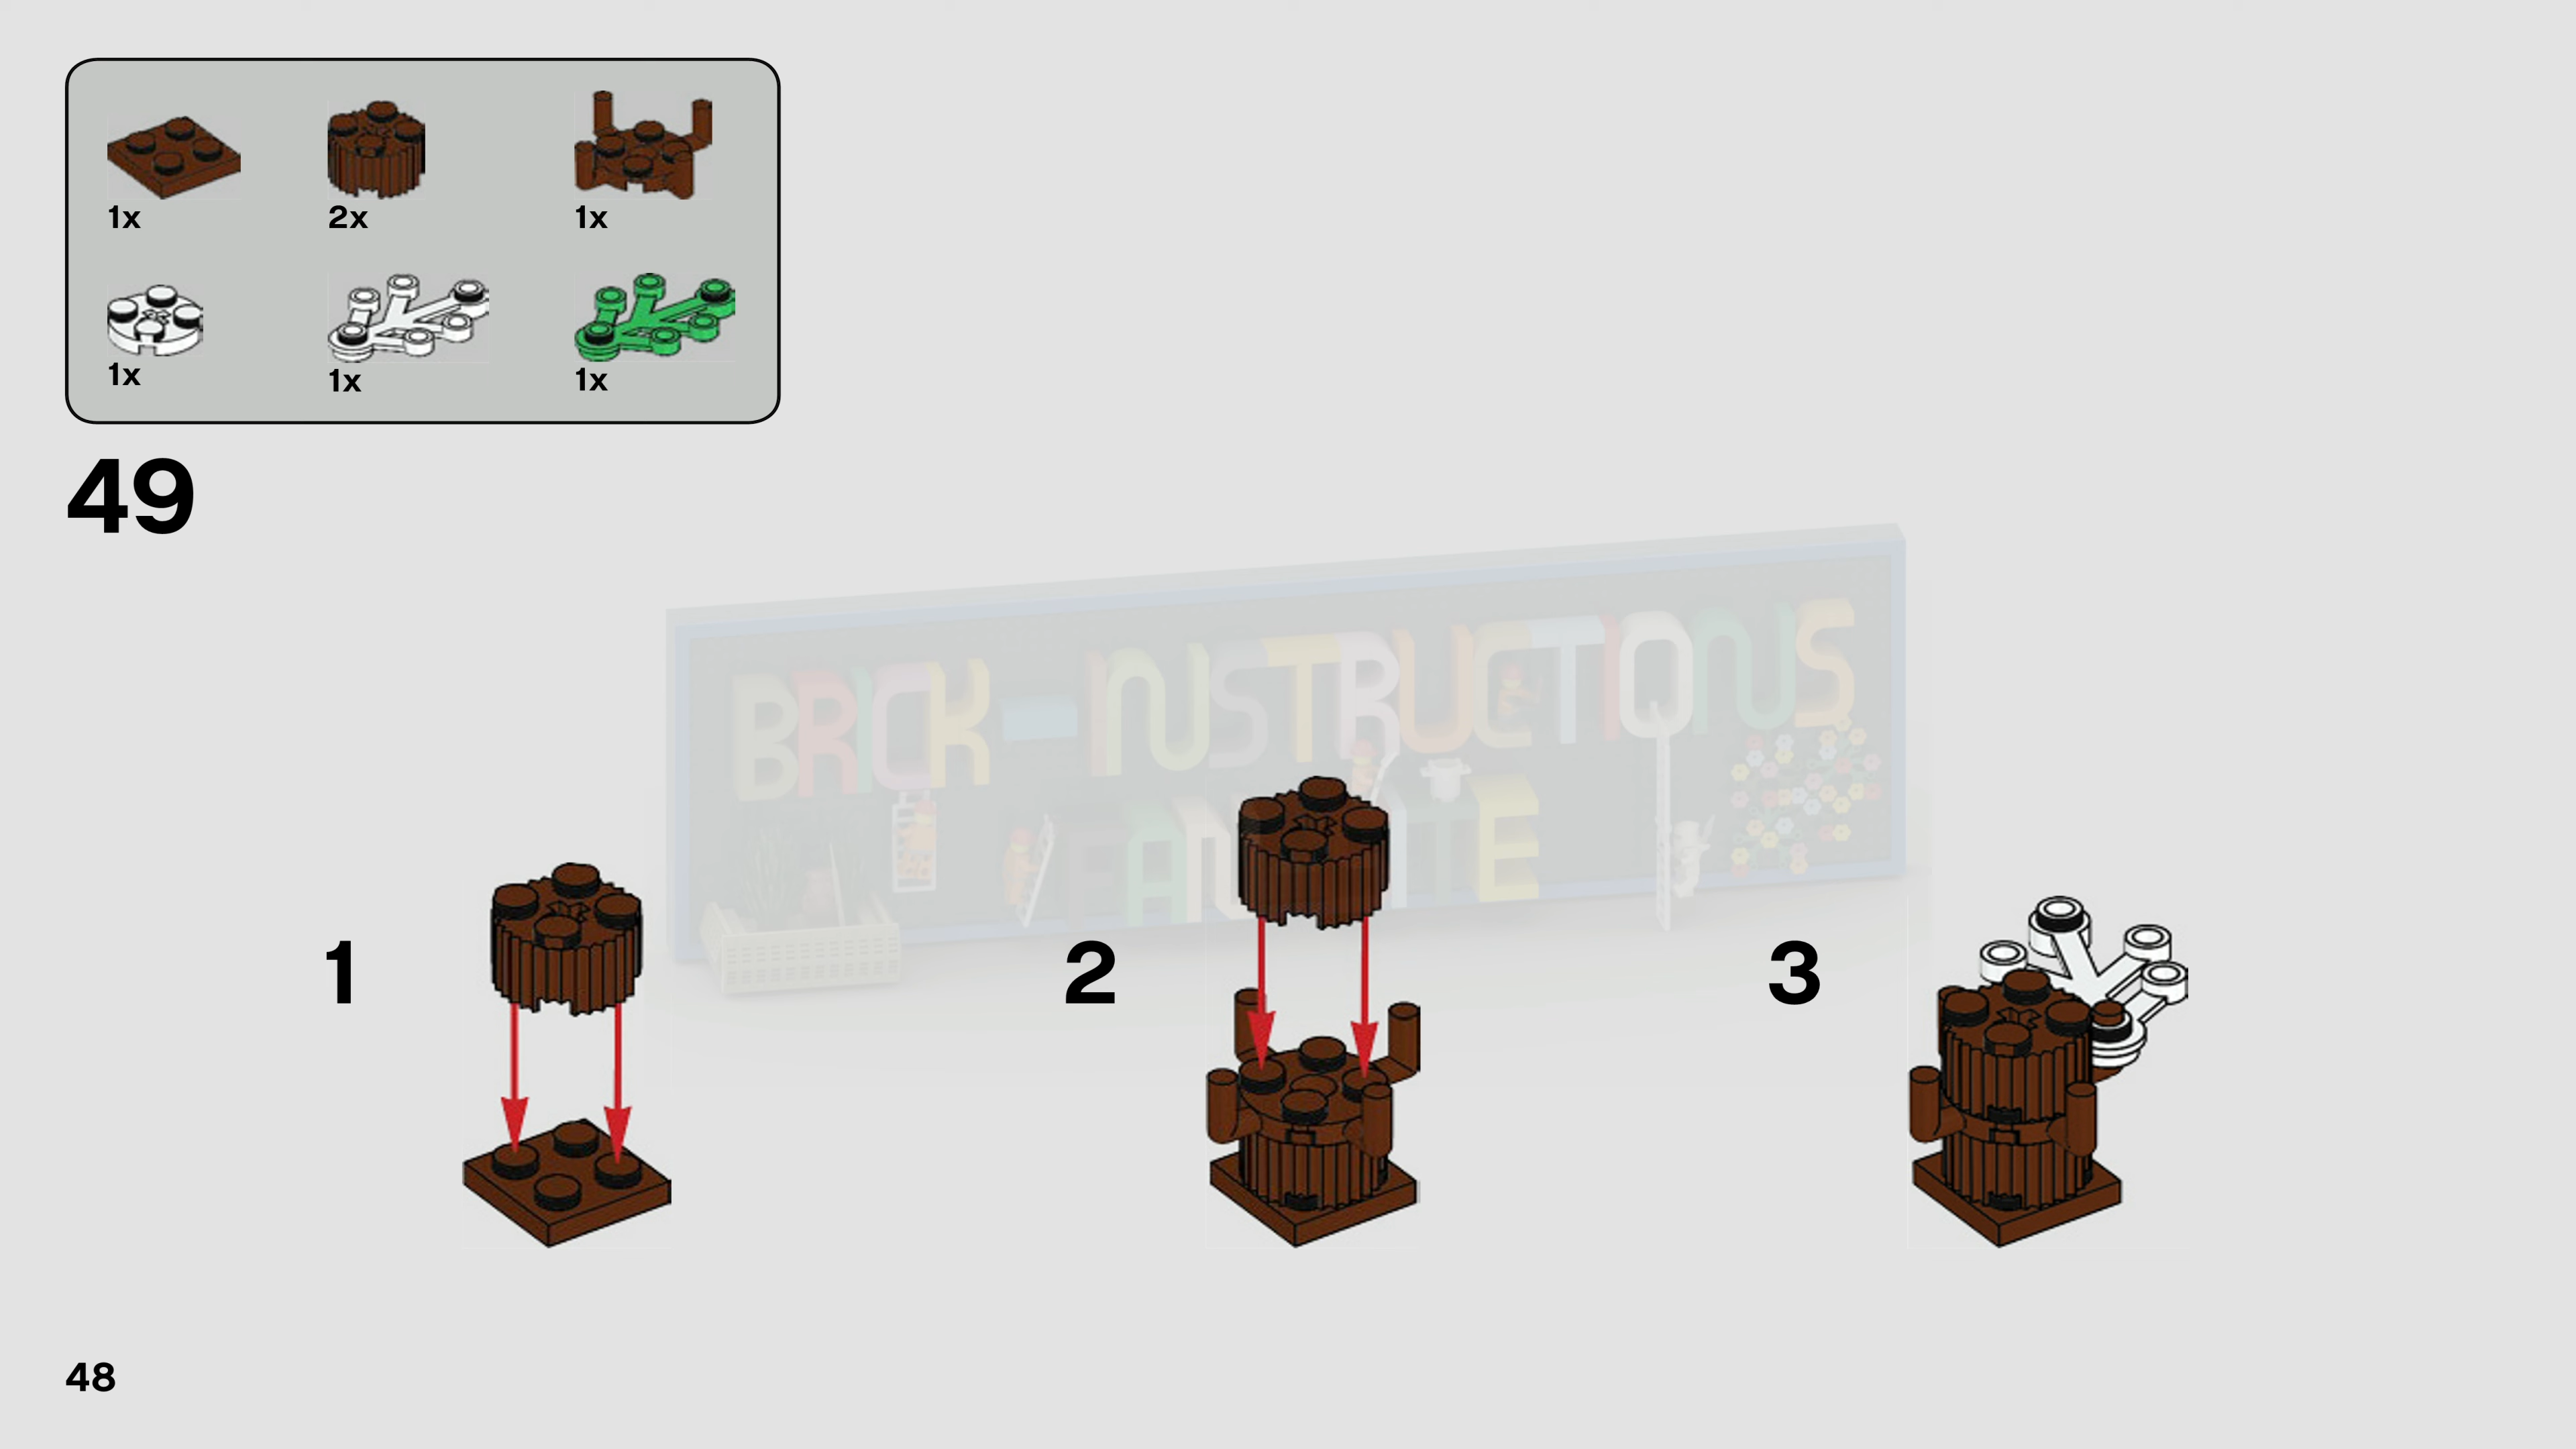 1x 2x 1x
1x 1x 1x
49
BRICK-INSTRUCTIONS
1 2 3
48